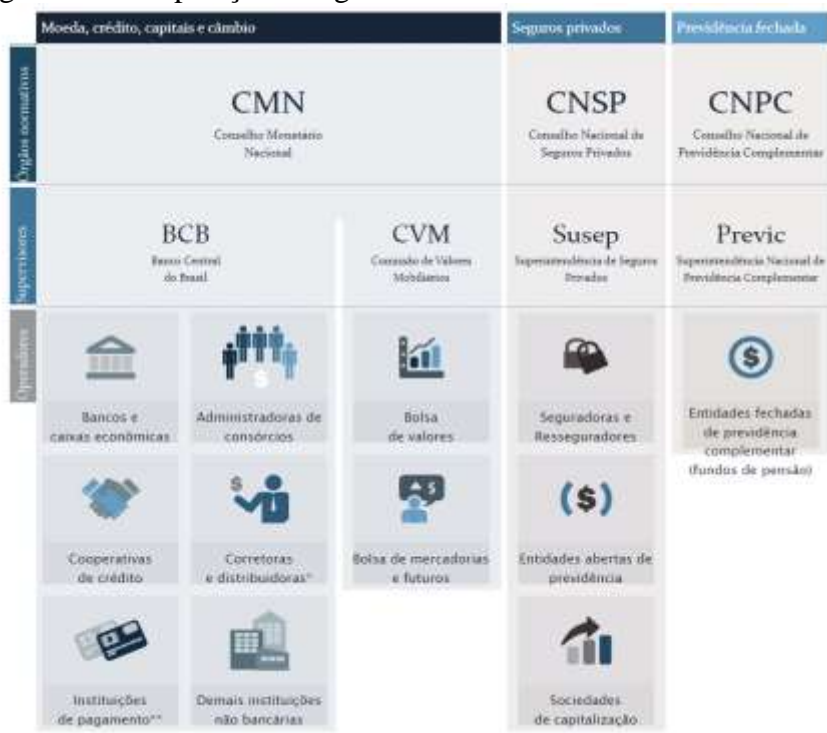 Moeda, crédito, capitais e câmbio
Seguros privados
Previdência fechada
Órgãos normativos
CMN
Conselho Monetário
Nacional
CNSP
Conselho Nacional de
Seguros Privados
CNPC
Conselho Nacional de
Previdência Complementar
Supervisores
BCB
Banco Central
do Brasil
CVM
Comissão de Valores
Mobiliários
Susep
Superintendência de Seguros
Privados
Previc
Superintendência Nacional de
Previdência Complementar
Operadores
Bancos e
caixas econômicas
Administradoras de
consórcios
Bolsa
de valores
Seguradoras e
Resseguradores
Entidades fechadas
de previdência
complementar
(fundos de pensão)
Cooperativas
de crédito
Corretoras
e distribuidoras*
Bolsa de mercadorias
e futuros
Entidades abertas de
previdência
Instituições
de pagamento**
Demais instituições
não bancárias
Sociedades
de capitalização